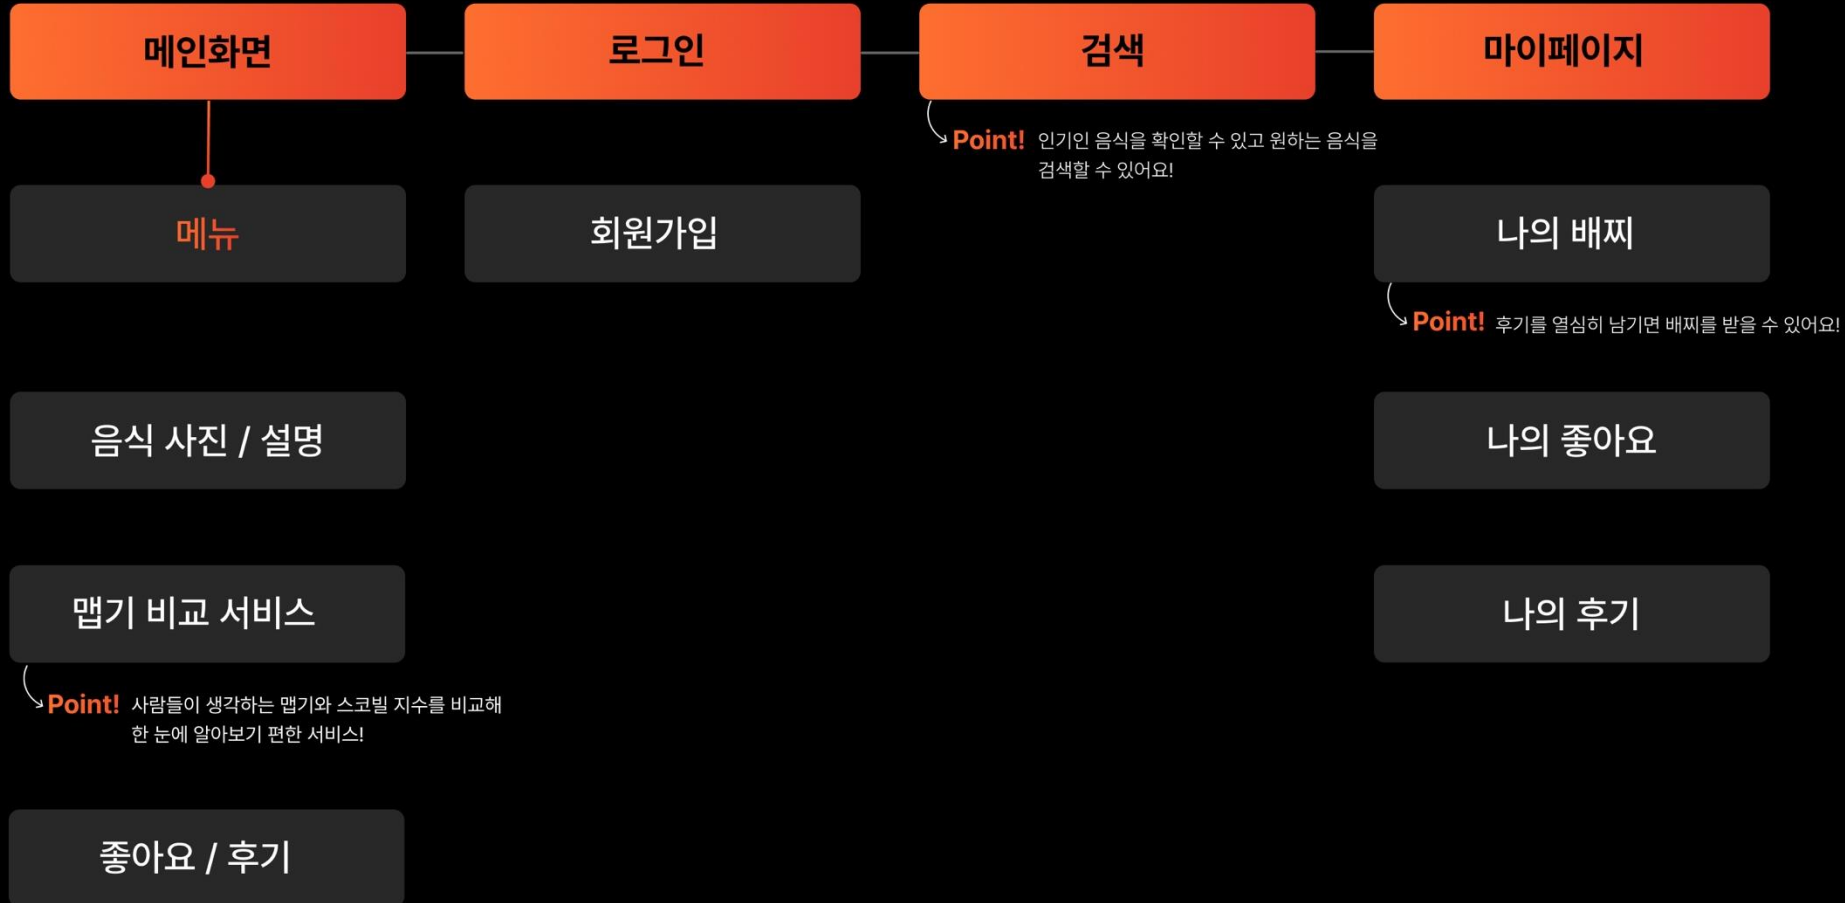 메인화면
로그인
검색
마이페이지
Point! 인기인 음식을 확인할 수 있고 원하는 음식을
검색할 수 있어요!
메뉴
회원가입
나의 배찌
Point! 후기를 열심히 남기면 배찌를 받을 수 있어요!
음식 사진 / 설명
나의 좋아요
맵기 비교 서비스
나의 후기
Point! 사람들이 생각하는 맵기와 스코빌 지수를 비교해
한 눈에 알아보기 편한 서비스!
좋아요 / 후기